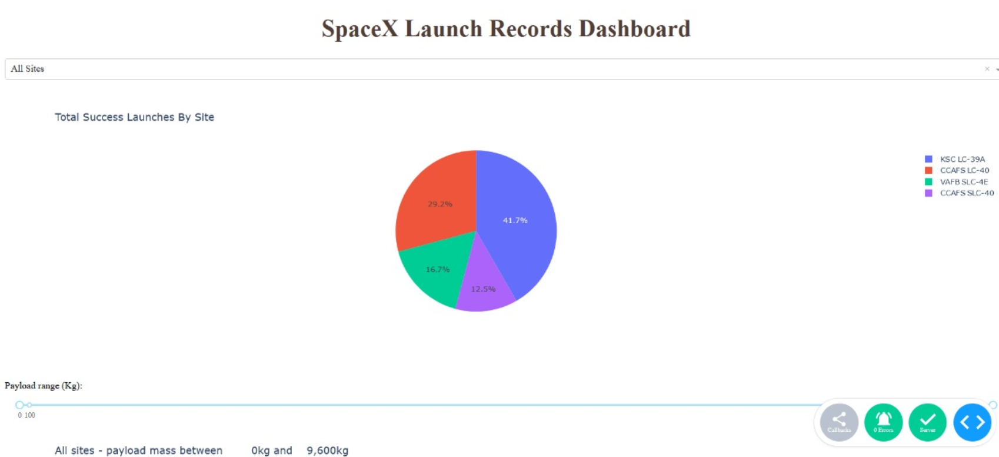 SpaceX Launch Records Dashboard
All Sites ×
Total Success Launches By Site
KSC LC-39A
CCAFS LC-40
VAFB SLC-4E
CCAFS SLC-40
29.2%
41.7%
16.7%
12.5%
Payload range (Kg):
0 100
Callbacks 0 Errors Server
All sites - payload mass between 0kg and 9,600kg